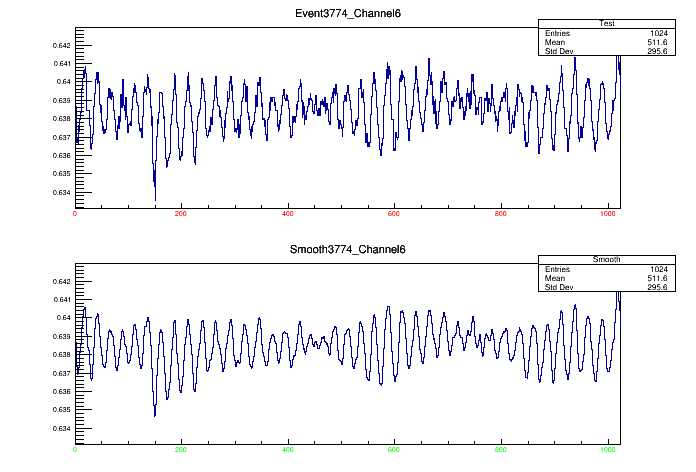 Event3774_Channel6
Test
Entries 1024
Mean 511.6
Std Dev 295.6
0.642
0.641
0.64
0.639
0.638
0.637
0.636
0.635
0.634
0 200 400 600 800 1000
Smooth3774_Channel6
Smooth
Entries 1024
Mean 511.6
Std Dev 295.6
0.642
0.641
0.64
0.639
0.638
0.637
0.636
0.635
0.634
0 200 400 600 800 1000